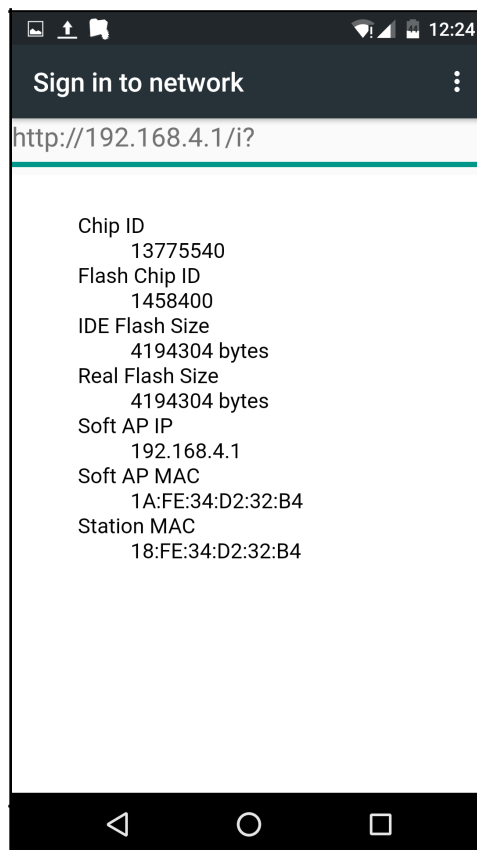 12:24
Sign in to network
http://192.168.4.1/i?
Chip ID
13775540
Flash Chip ID
1458400
IDE Flash Size
4194304 bytes
Real Flash Size
4194304 bytes
Soft AP IP
192.168.4.1
Soft AP MAC
1A:FE:34:D2:32:B4
Station MAC
18:FE:34:D2:32:B4